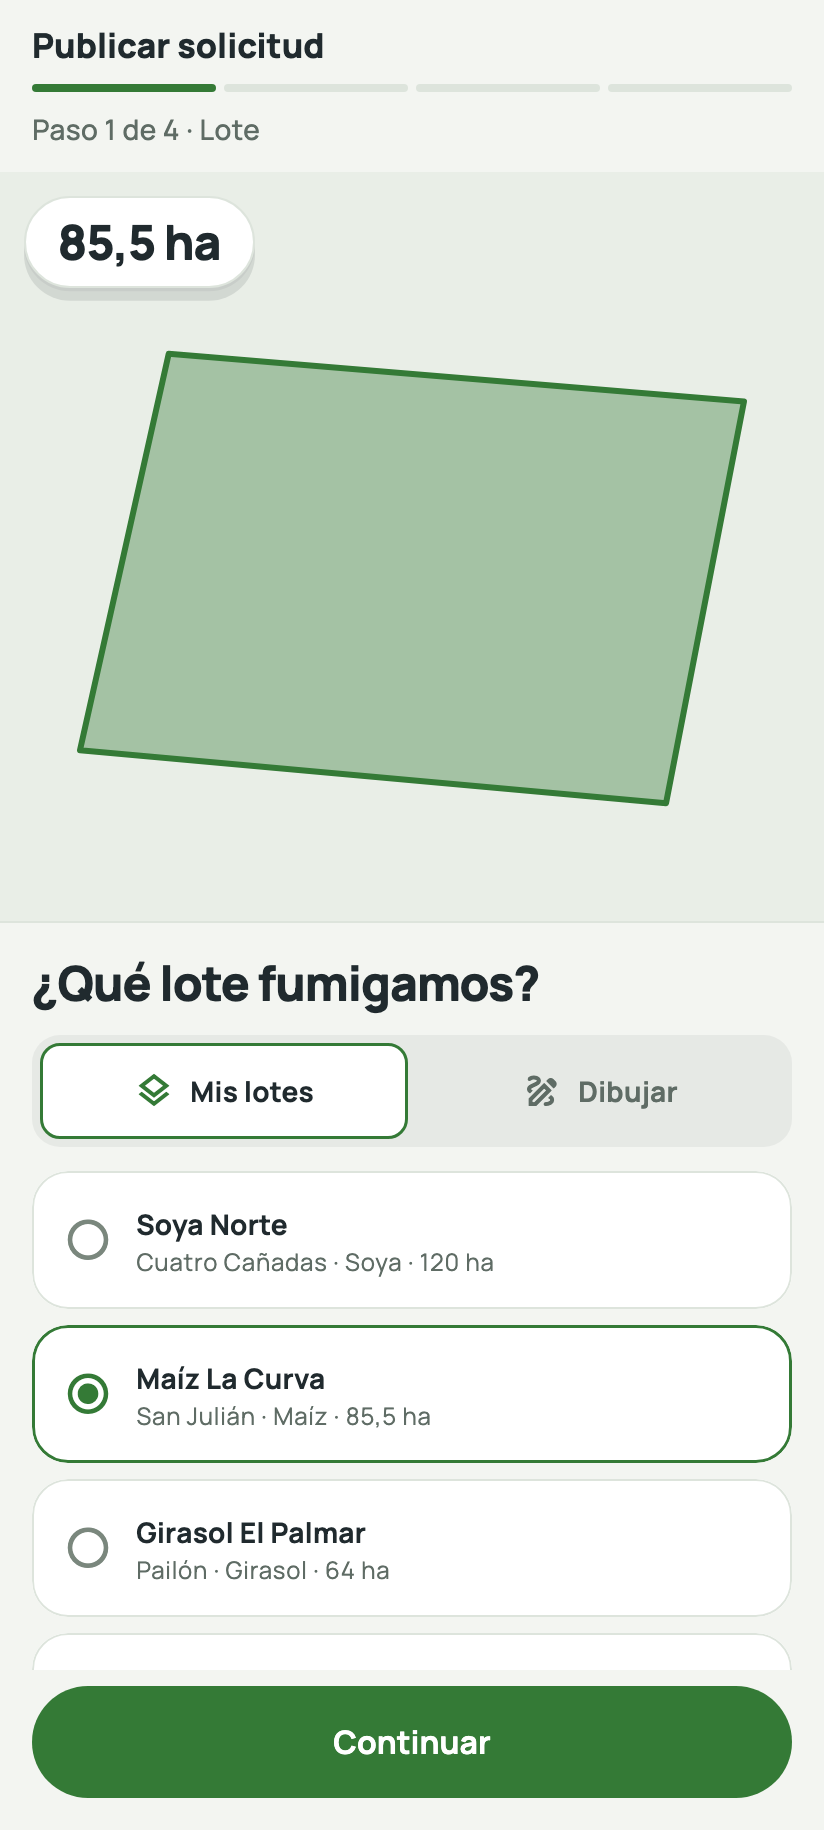 Publicar solicitud
Paso 1 de 4 · Lote
85,5 ha
¿Qué lote fumigamos?
Mis lotes
Dibujar
Soya Norte
Cuatro Cañadas · Soya · 120 ha
Maíz La Curva
San Julián · Maíz · 85,5 ha
Girasol El Palmar
Pailón · Girasol · 64 ha
Continuar